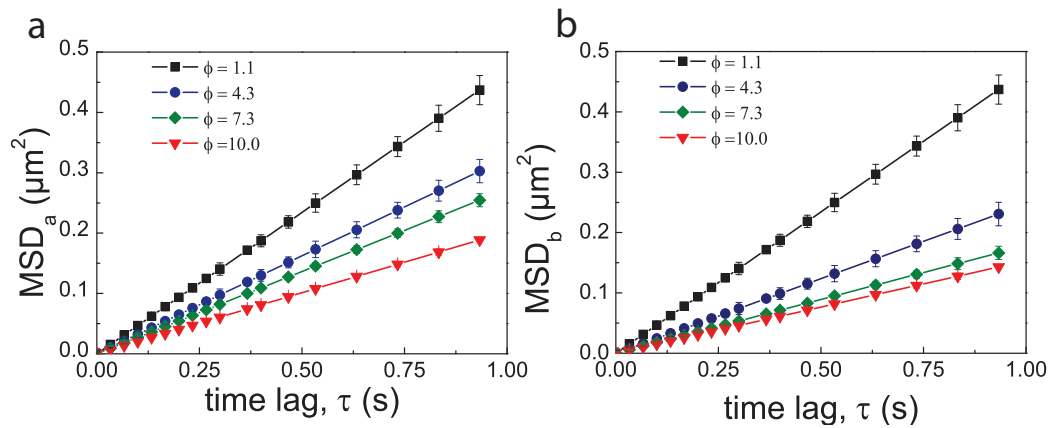 a
0.5
0.4
0.3
0.2
0.1
0.0
MSDa (μm²)
ϕ = 1.1
ϕ = 4.3
ϕ = 7.3
ϕ =10.0
0.00 0.25 0.50 0.75 1.00
time lag, τ (s)
b
0.5
0.4
0.3
0.2
0.1
0.0
MSDb (μm²)
ϕ = 1.1
ϕ = 4.3
ϕ = 7.3
ϕ = 10.0
0.00 0.25 0.50 0.75 1.00
time lag, τ (s)